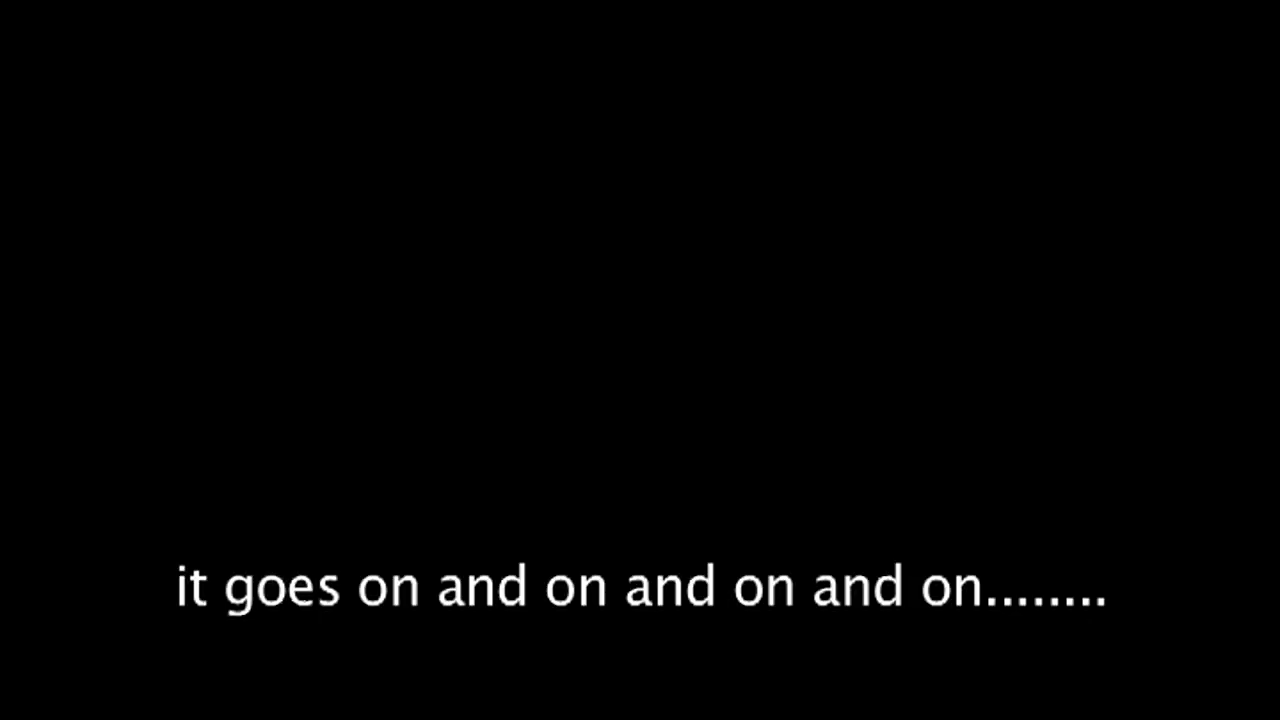 it goes on and on and on and on........